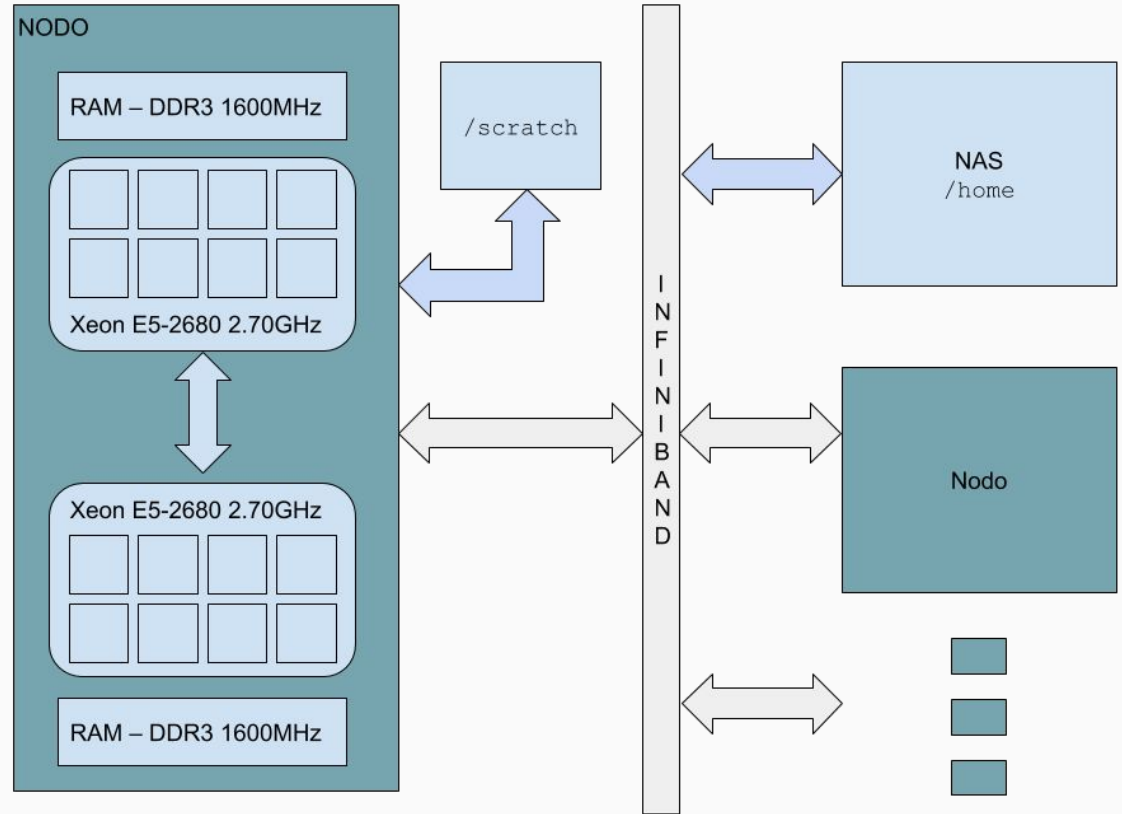 NODO
RAM – DDR3 1600MHz
Xeon E5-2680 2.70GHz
Xeon E5-2680 2.70GHz
RAM – DDR3 1600MHz
/scratch
INFINIBAND
NAS
/home
Nodo